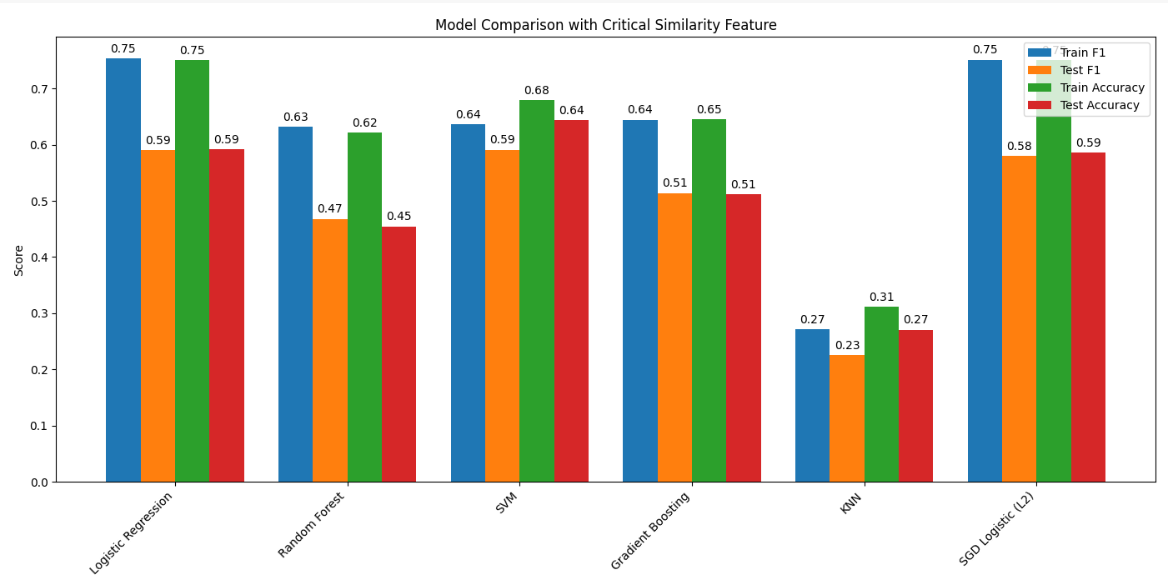 Model Comparison with Critical Similarity Feature
Score
0.7
0.6
0.5
0.4
0.3
0.2
0.1
0.0
0.75
0.59
0.75
0.59
0.63
0.47
0.62
0.45
0.64
0.59
0.68
0.64
0.64
0.51
0.65
0.51
0.27
0.23
0.31
0.27
0.75
0.58
0.59
Train F1
Test F1
Train Accuracy
Test Accuracy
Logistic Regression
Random Forest
SVM
Gradient Boosting
KNN
SGD Logistic (L2)